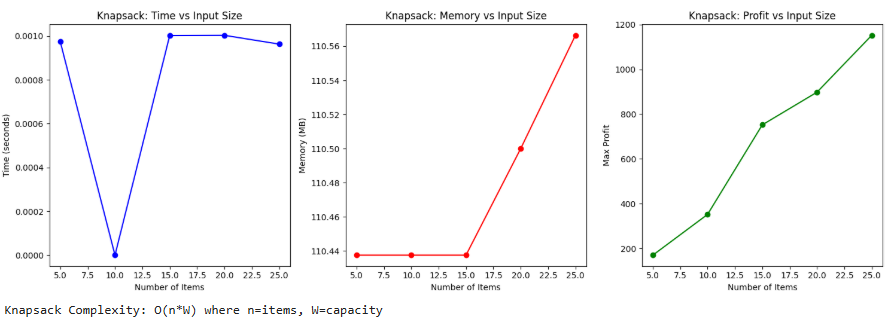 Knapsack: Time vs Input Size
Time (seconds)
0.0010
0.0008
0.0006
0.0004
0.0002
0.0000
5.0 7.5 10.0 12.5 15.0 17.5 20.0 22.5 25.0
Number of Items
Knapsack: Memory vs Input Size
Memory (MB)
110.56
110.54
110.52
110.50
110.48
110.46
110.44
5.0 7.5 10.0 12.5 15.0 17.5 20.0 22.5 25.0
Number of Items
Knapsack: Profit vs Input Size
Max Profit
1200
1000
800
600
400
200
5.0 7.5 10.0 12.5 15.0 17.5 20.0 22.5 25.0
Number of Items
Knapsack Complexity: O(n*W) where n=items, W=capacity